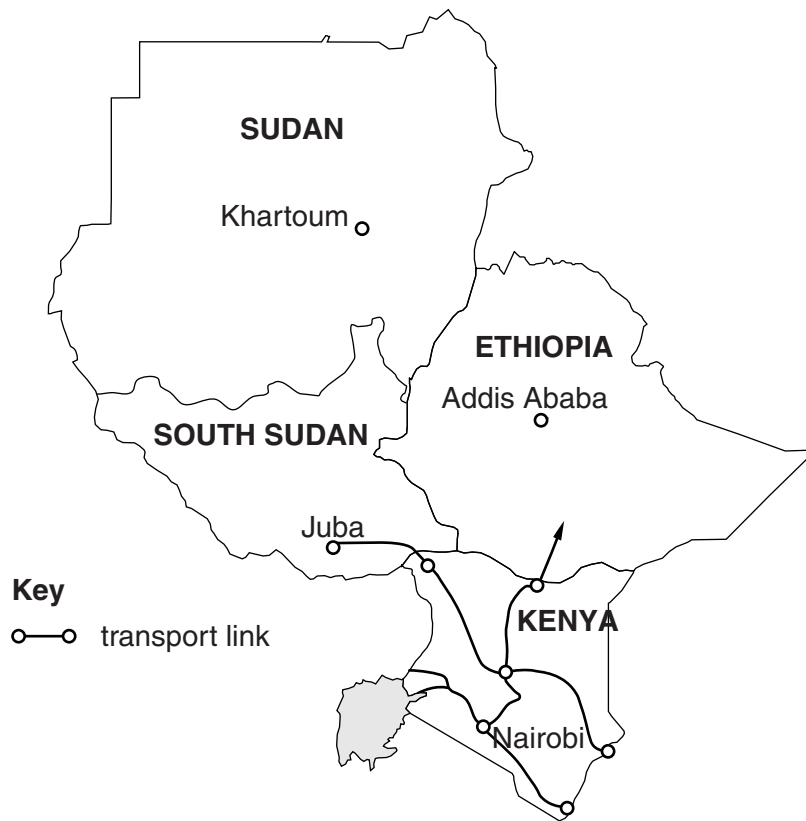 SUDAN
Khartoum
ETHIOPIA
Addis Ababa
SOUTH SUDAN
Juba
Key
transport link
KENYA
Nairobi